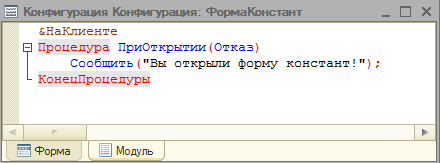 Конфигурация Конфигурация: ФормаКонстант
&НаКлиенте
Процедура ПриОткрытии(Отказ)
Сообщить("Вы открыли форму констант!");
КонецПроцедуры
Форма Модуль